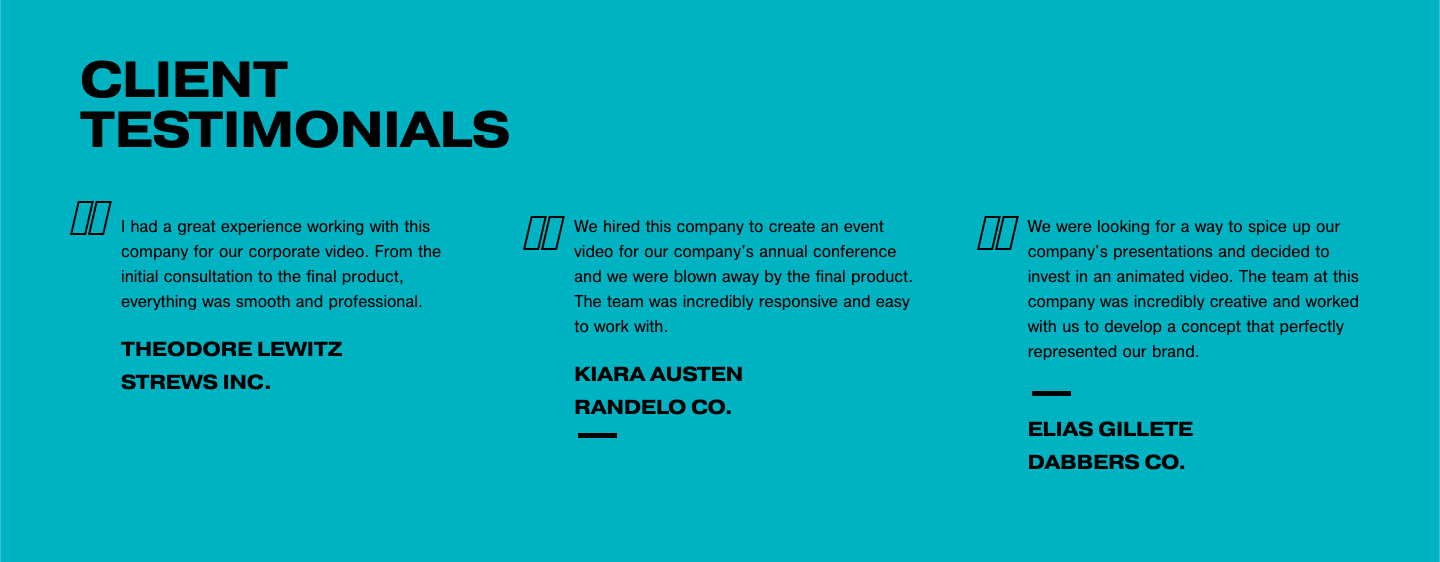 CLIENT
TESTIMONIALS
I had a great experience working with this
company for our corporate video. From the
initial consultation to the final product,
everything was smooth and professional.
THEODORE LEWITZ
STREWS INC.
We hired this company to create an event
video for our company's annual conference
and we were blown away by the final product.
The team was incredibly responsive and easy
to work with.
KIARA AUSTEN
RANDELO CO.
We were looking for a way to spice up our
company's presentations and decided to
invest in an animated video. The team at this
company was incredibly creative and worked
with us to develop a concept that perfectly
represented our brand.
ELIAS GILLETE
DABBERS CO.